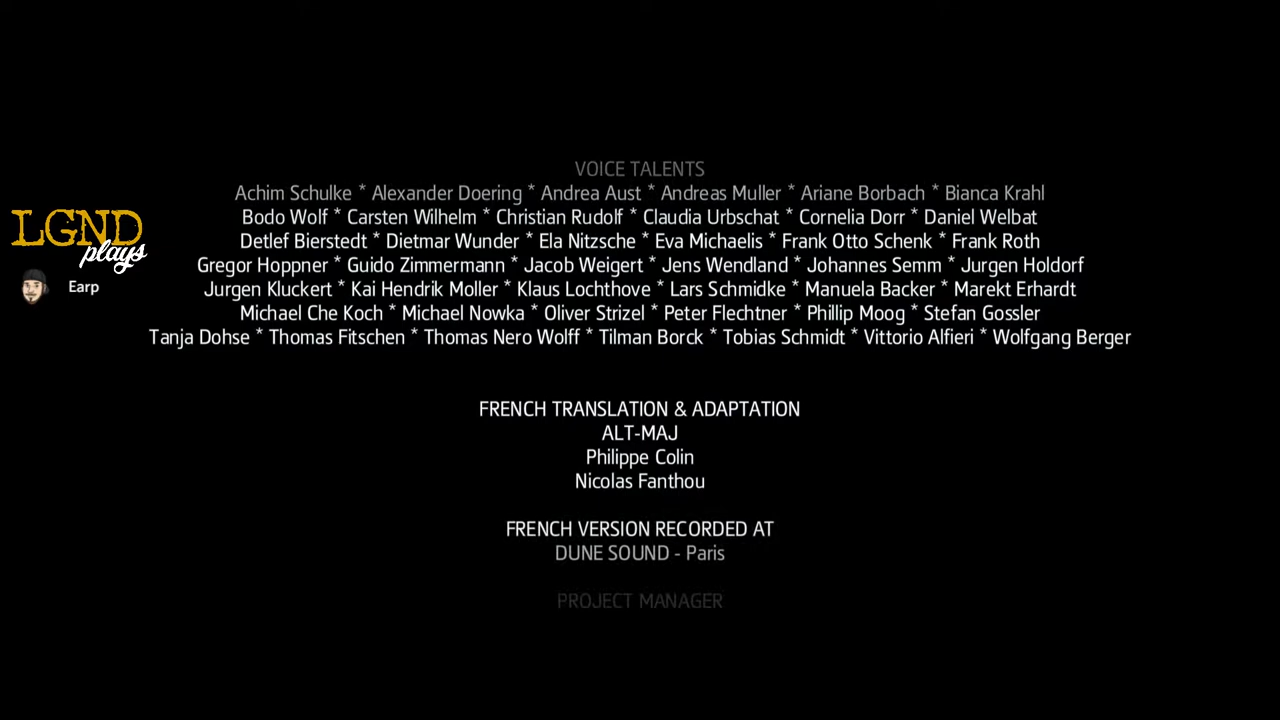 VOICE TALENTS
Achim Schulke * Alexander Doering * Andrea Aust * Andreas Muller * Ariane Borbach * Bianca Krahl
Bodo Wolf * Carsten Wilhelm * Christian Rudolf * Claudia Urbschat * Cornelia Dorr * Daniel Welbat
Detlef Bierstedt * Dietmar Wunder * Ela Nitzsche * Eva Michaelis * Frank Otto Schenk * Frank Roth
Gregor Hoppner * Guido Zimmermann * Jacob Weigert * Jens Wendland * Johannes Semm * Jurgen Holdorf
Jurgen Kluckert * Kai Hendrik Moller * Klaus Lochthove * Lars Schmidke * Manuela Backer * Marekt Erhardt
Michael Che Koch * Michael Nowka * Oliver Strizel * Peter Flechtner * Phillip Moog * Stefan Gossler
Tanja Dohse * Thomas Fitschen * Thomas Nero Wolff * Tilman Borck * Tobias Schmidt * Vittorio Alfieri * Wolfgang Berger
LGND
plays
Earp
FRENCH TRANSLATION & ADAPTATION
ALT-MAJ
Philippe Colin
Nicolas Fanthou
FRENCH VERSION RECORDED AT
DUNE SOUND - Paris
PROJECT MANAGER